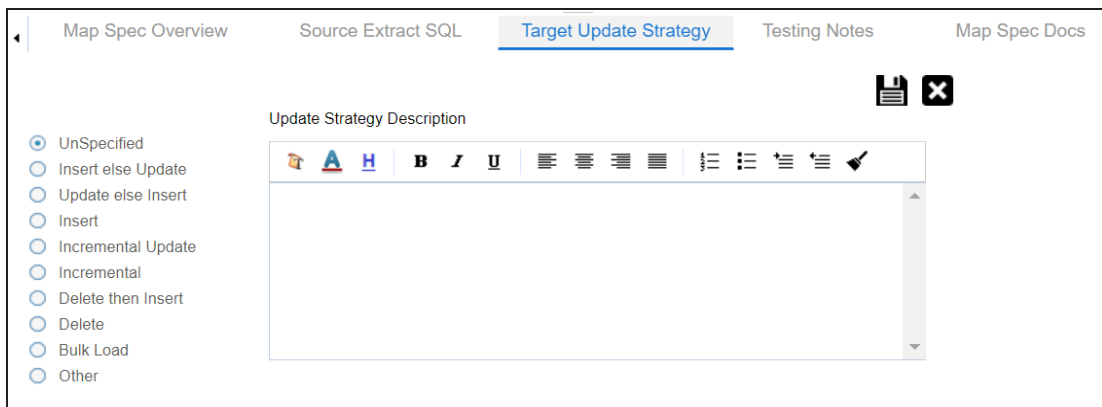 Map Spec Overview Source Extract SQL Target Update Strategy Testing Notes Map Spec Docs
Update Strategy Description
UnSpecified
Insert else Update
Update else Insert
Insert
Incremental Update
Incremental
Delete then Insert
Delete
Bulk Load
Other
A H B I U